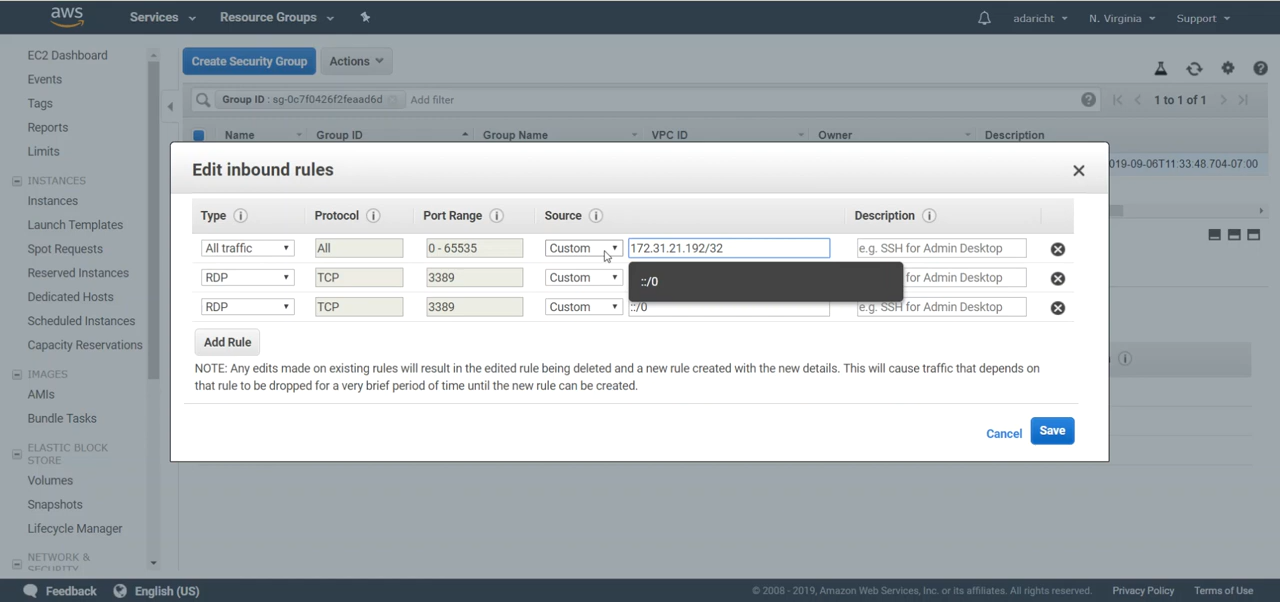 aws
Services
Resource Groups
adaricht
N. Virginia
Support
EC2 Dashboard
Events
Tags
Reports
Limits
INSTANCES
Instances
Launch Templates
Spot Requests
Reserved Instances
Dedicated Hosts
Scheduled Instances
Capacity Reservations
IMAGES
AMIs
Bundle Tasks
ELASTIC BLOCK
STORE
Volumes
Snapshots
Lifecycle Manager
NETWORK &
SECURITY
Create Security Group
Actions
Group ID : sg-0c7f0426f2feaad6d
Add filter
1 to 1 of 1
Name
Group ID
Group Name
VPC ID
Owner
Description
019-09-06T11:33:48.704-07:00
Edit inbound rules
Type
Protocol
Port Range
Source
Description
All traffic
All
0 - 65535
Custom
172.31.21.192/32
e.g. SSH for Admin Desktop
::/0
RDP
TCP
3389
Custom
for Admin Desktop
RDP
TCP
3389
Custom
::/0
e.g. SSH for Admin Desktop
Add Rule
NOTE: Any edits made on existing rules will result in the edited rule being deleted and a new rule created with the new details. This will cause traffic that depends on
that rule to be dropped for a very brief period of time until the new rule can be created.
Cancel
Save
Feedback
English (US)
© 2008 - 2019, Amazon Web Services, Inc. or its affiliates. All rights reserved.
Privacy Policy
Terms of Use